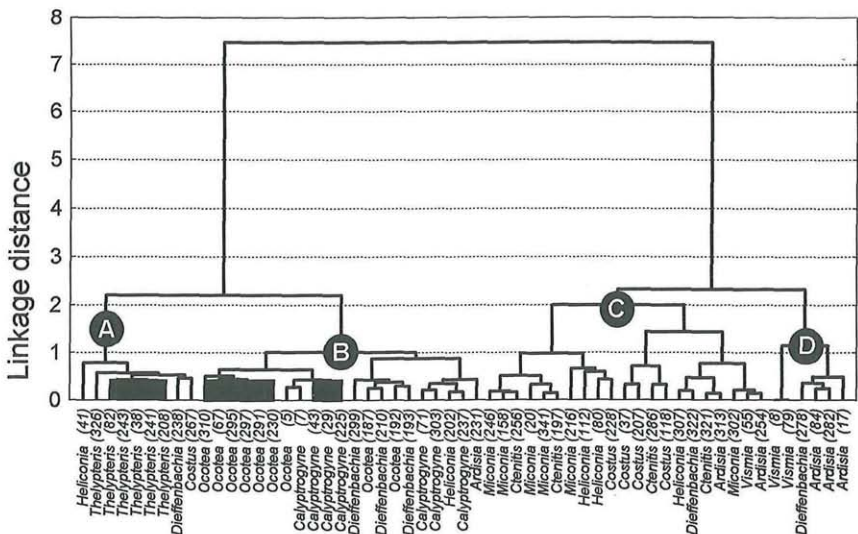 8
7
6
5
4
3
2
1
0
Linkage distance
A
B
C
D
Heliconia (41)
Thelypteris (326)
Thelypteris (82)
Thelypteris (243)
Thelypteris (38)
Thelypteris (241)
Thelypteris (208)
Dieffenbachia (238)
Costus (267)
Ocotea (310)
Ocotea (67)
Ocotea (295)
Ocotea (297)
Ocotea (291)
Ocotea (230)
Ocotea (5)
Calyptrogyne (7)
Calyptrogyne (43)
Calyptrogyne (29)
Calyptrogyne (225)
Dieffenbachia (299)
Ocotea (187)
Dieffenbachia (210)
Ocotea (192)
Dieffenbachia (193)
Calyptrogyne (71)
Calyptrogyne (303)
Heliconia (202)
Calyptrogyne (237)
Ardisia (231)
Miconia (246)
Miconia (158)
Ctenitis (256)
Miconia (20)
Miconia (341)
Ctenitis (197)
Miconia (216)
Heliconia (112)
Heliconia (80)
Costus (228)
Costus (37)
Costus (207)
Ctenitis (286)
Costus (118)
Heliconia (307)
Dieffenbachia (322)
Ctenitis (321)
Ardisia (313)
Miconia (302)
Vismia (55)
Ardisia (254)
Vismia (8)
Vismia (79)
Dieffenbachia (278)
Ardisia (84)
Ardisia (282)
Ardisia (17)